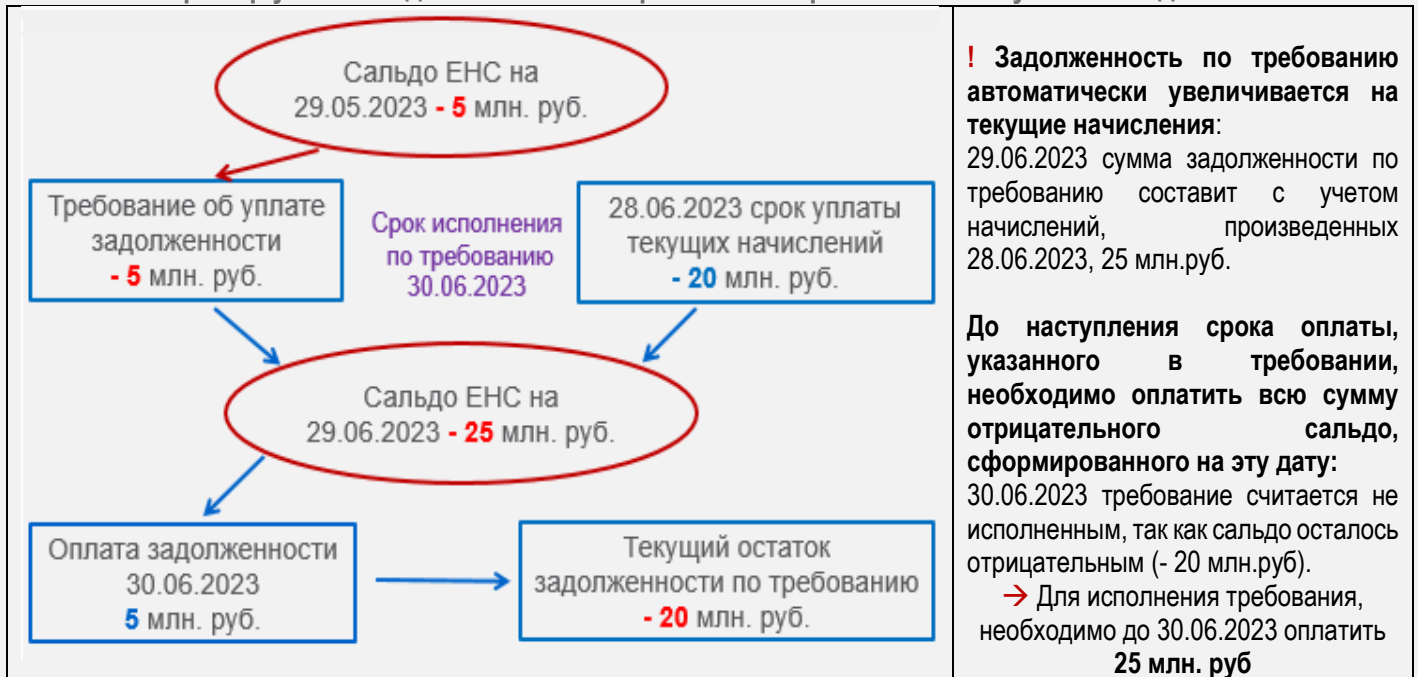 Сальдо ЕНС на
29.05.2023 - 5 млн. руб.
Требование об уплате
задолженности
- 5 млн. руб.
Срок исполнения
по требованию
30.06.2023
28.06.2023 срок уплаты
текущих начислений
- 20 млн. руб.
Сальдо ЕНС на
29.06.2023 - 25 млн. руб.
Оплата задолженности
30.06.2023
5 млн. руб.
Текущий остаток
задолженности по требованию
- 20 млн. руб.
! Задолженность по требованию
автоматически увеличивается на
текущие начисления:
29.06.2023 сумма задолженности по
требованию составит с учетом
начислений, произведенных
28.06.2023, 25 млн.руб.
До наступления срока оплаты,
указанного в требовании,
необходимо оплатить всю сумму
отрицательного сальдо,
сформированного на эту дату:
30.06.2023 требование считается не
исполненным, так как сальдо осталось
отрицательным (- 20 млн.руб).
→ Для исполнения требования,
необходимо до 30.06.2023 оплатить
25 млн. руб